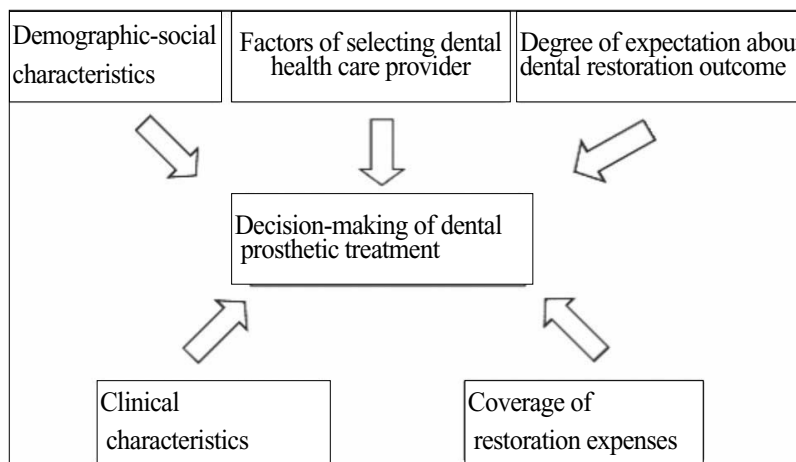 Demographic-social
characteristics
Factors of selecting dental
health care provider
Degree of expectation abou
dental restoration outcome
Decision-making of dental
prosthetic treatment
Clinical
characteristics
Coverage of
restoration expenses